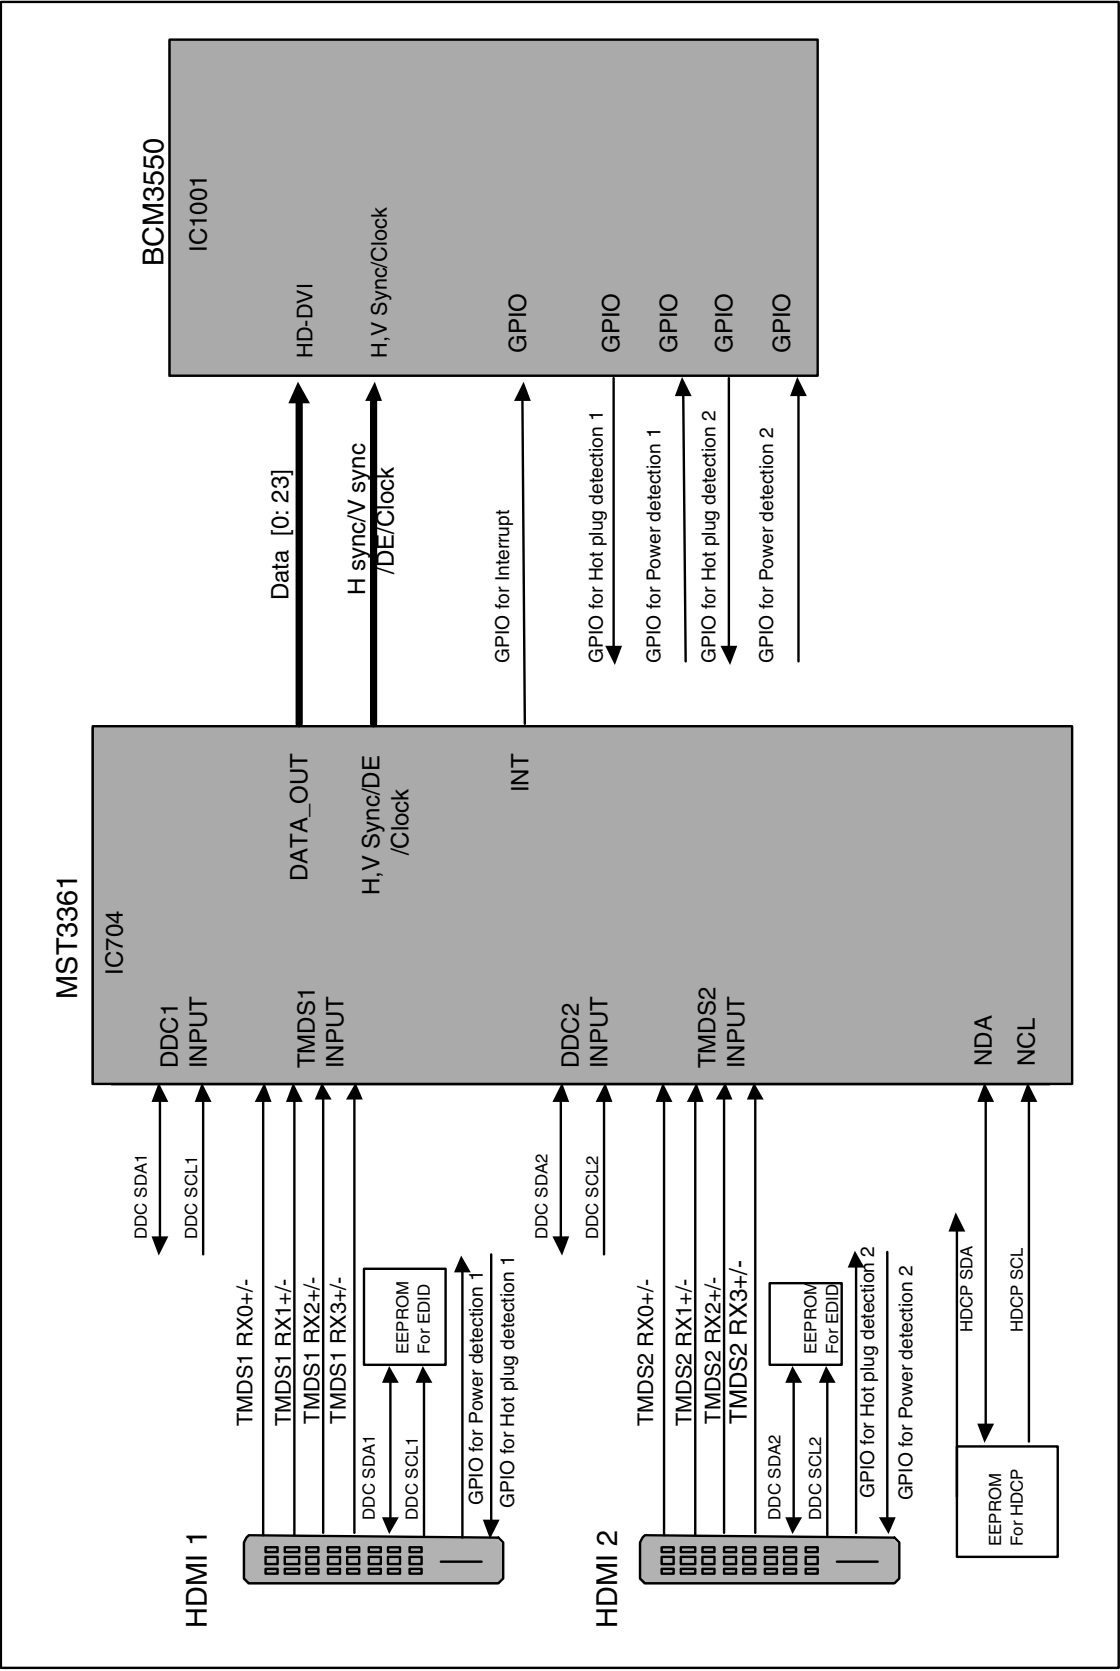 HDMI 1
TMDS1 RX0+/-
TMDS1 RX1+/-
TMDS1 RX2+/-
TMDS1 RX3+/-
DDC SDA1
DDC SCL1
EEPROM
For EDID
GPIO for Power detection 1
GPIO for Hot plug detection 1
DDC SDA1
DDC SCL1
HDMI 2
TMDS2 RX0+/-
TMDS2 RX1+/-
TMDS2 RX2+/-
TMDS2 RX3+/-
DDC SDA2
DDC SCL2
EEPROM
For EDID
GPIO for Hot plug detection 2
GPIO for Power detection 2
DDC SDA2
DDC SCL2
EEPROM
For HDCP
HDCP SDA
HDCP SCL
MST3361
IC704
DDC1
INPUT
TMDS1
INPUT
DDC2
INPUT
TMDS2
INPUT
NDA
NCL
DATA_OUT
H,V Sync/DE
/Clock
INT
Data [0: 23]
H sync/V sync
/DE/Clock
GPIO for Interrupt
GPIO for Hot plug detection 1
GPIO for Power detection 1
GPIO for Hot plug detection 2
GPIO for Power detection 2
BCM3550
IC1001
HD-DVI
H,V Sync/Clock
GPIO
GPIO
GPIO
GPIO
GPIO